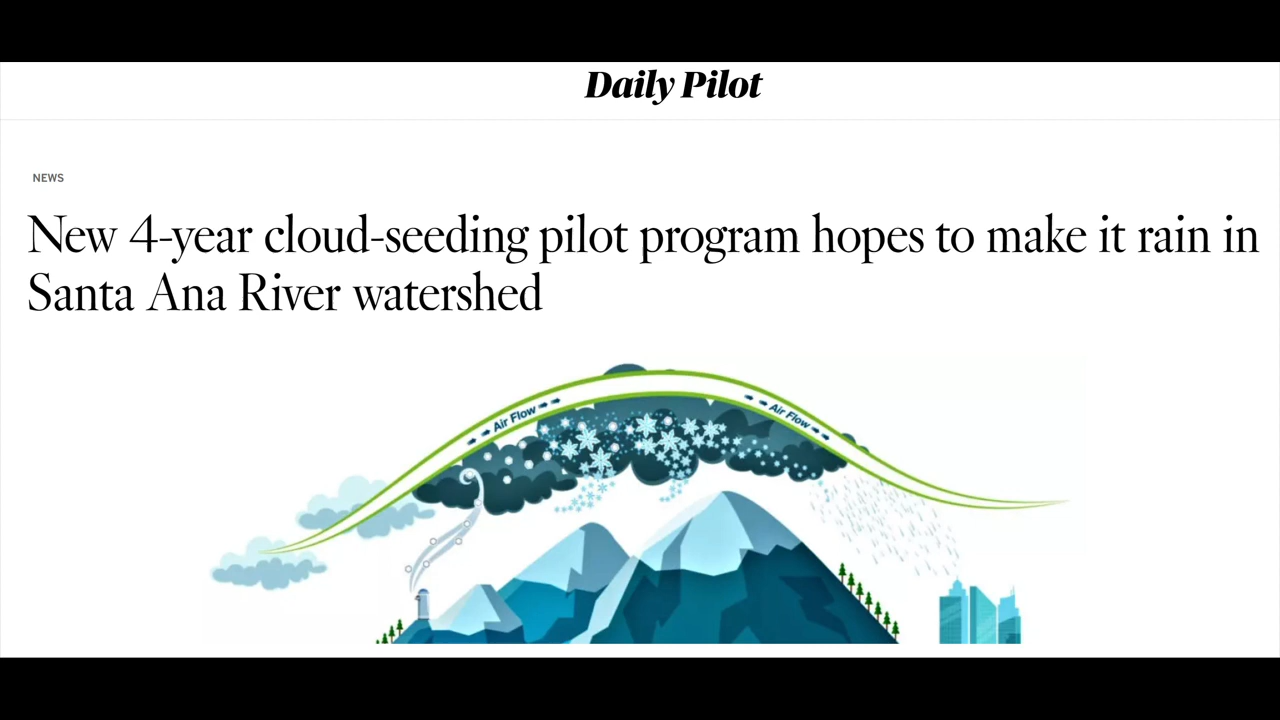 Daily Pilot
NEWS
New 4-year cloud-seeding pilot program hopes to make it rain in
Santa Ana River watershed
Air Flow
Air Flow